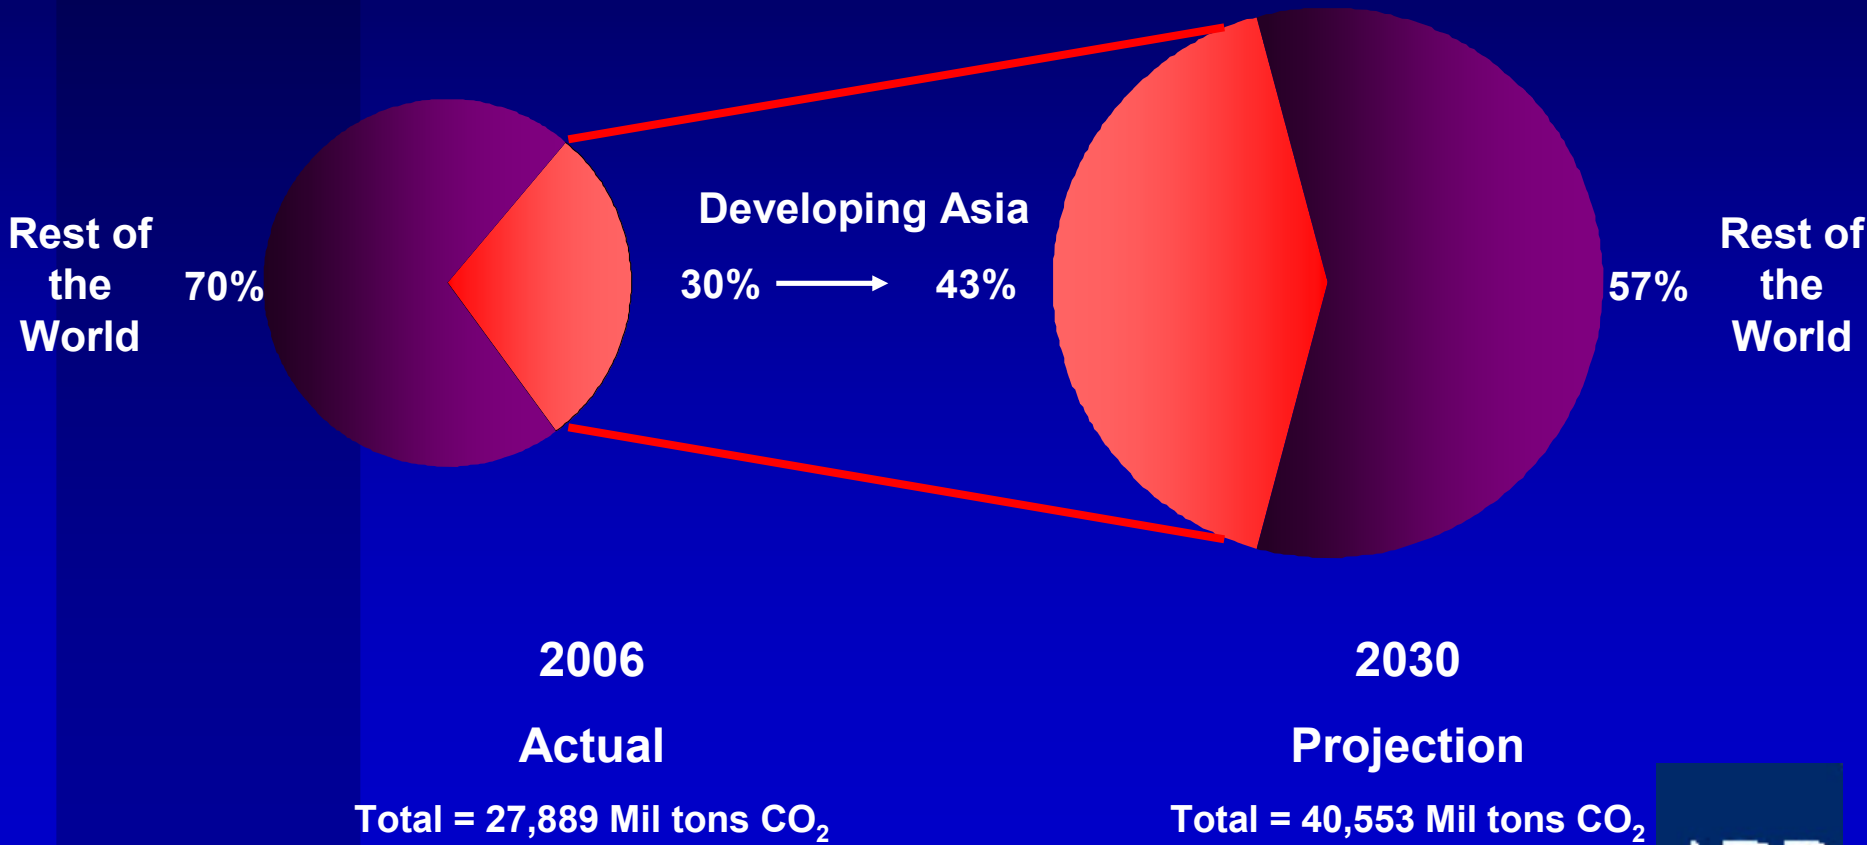 Developing Asia
Rest of
the
World
70%
30%
43%
57%
Rest of
the
World
2006
Actual
Total = 27,889 Mil tons CO₂
2030
Projection
Total = 40,553 Mil tons CO₂